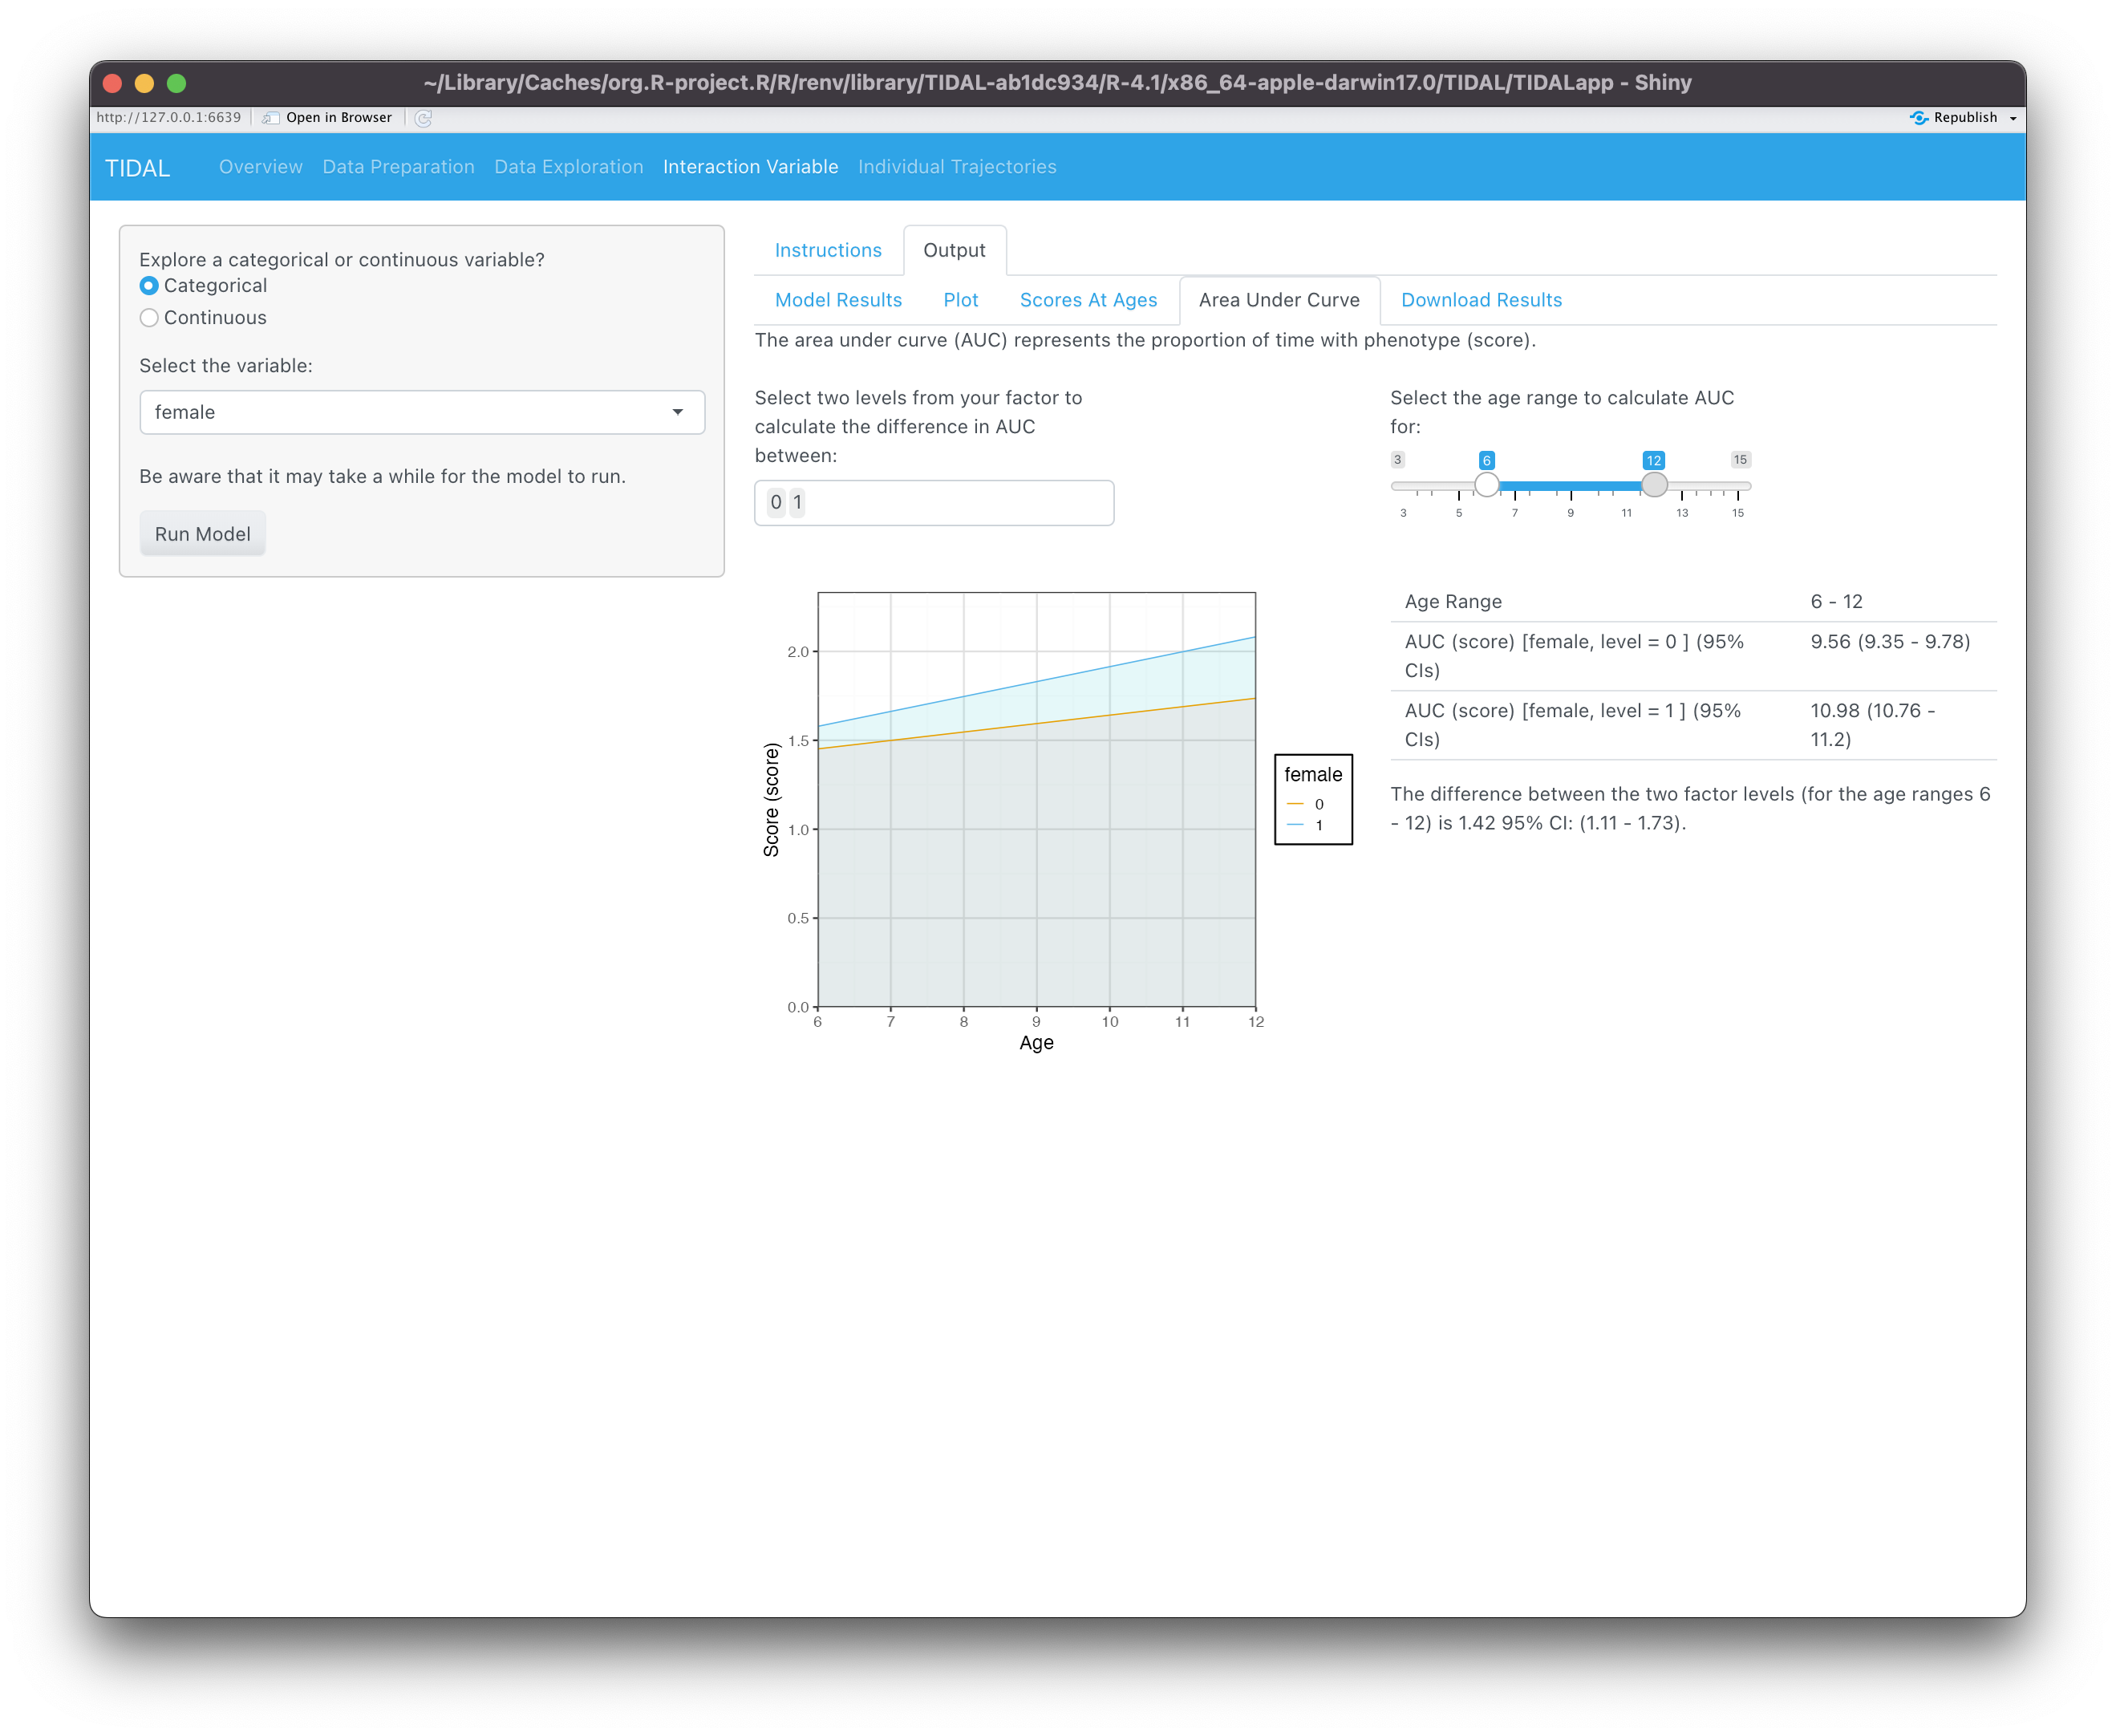 ~/Library/Caches/org.R-project.R/R/renv/library/TIDAL-ab1dc934/R-4.1/x86_64-apple-darwin17.0/TIDAL/TIDALapp - Shiny
http://127.0.0.1:6639 Open in Browser Republish
TIDAL Overview Data Preparation Data Exploration Interaction Variable Individual Trajectories
Explore a categorical or continuous variable?
Categorical
Continuous
Select the variable:
female
Be aware that it may take a while for the model to run.
Run Model
Instructions Output
Model Results Plot Scores At Ages Area Under Curve Download Results
The area under curve (AUC) represents the proportion of time with phenotype (score).
Select two levels from your factor to
calculate the difference in AUC
between:
0 1
Select the age range to calculate AUC
for:
3 6 12 15
3 5 7 9 11 13 15
2.0
1.5
1.0
0.5
0.0
6 7 8 9 10 11 12
Age
Score (score)
female
0
1
Age Range 6 - 12
AUC (score) [female, level = 0 ] (95% 9.56 (9.35 - 9.78)
CIs)
AUC (score) [female, level = 1 ] (95% 10.98 (10.76 -
CIs) 11.2)
The difference between the two factor levels (for the age ranges 6
- 12) is 1.42 95% CI: (1.11 - 1.73).